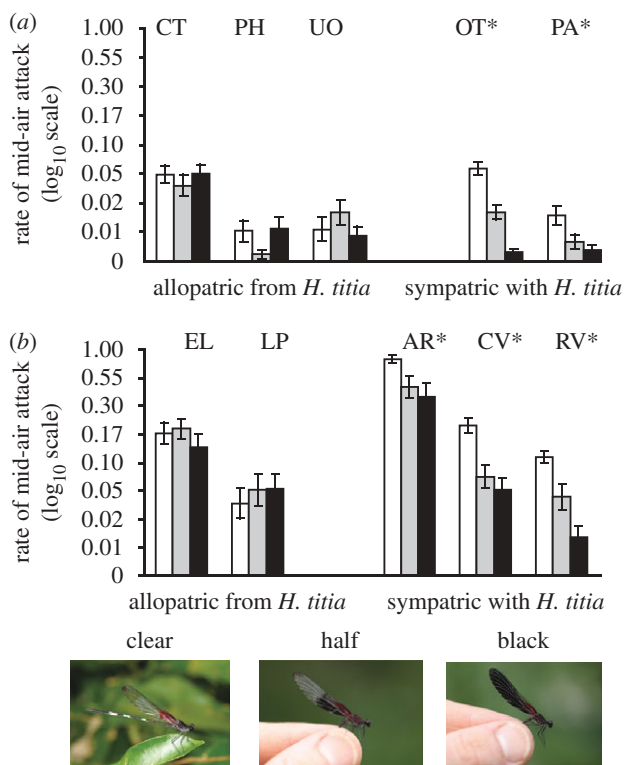 (a)
CT PH UO OT* PA*
1.00
0.55
0.30
0.17
0.10
0.05
0.02
0.01
0
rate of mid-air attack
(log10 scale)
allopatric from H. titia sympatric with H. titia
(b)
EL LP AR* CV* RV*
1.00
0.55
0.30
0.17
0.10
0.05
0.02
0.01
0
rate of mid-air attack
(log10 scale)
allopatric from H. titia sympatric with H. titia
clear half black